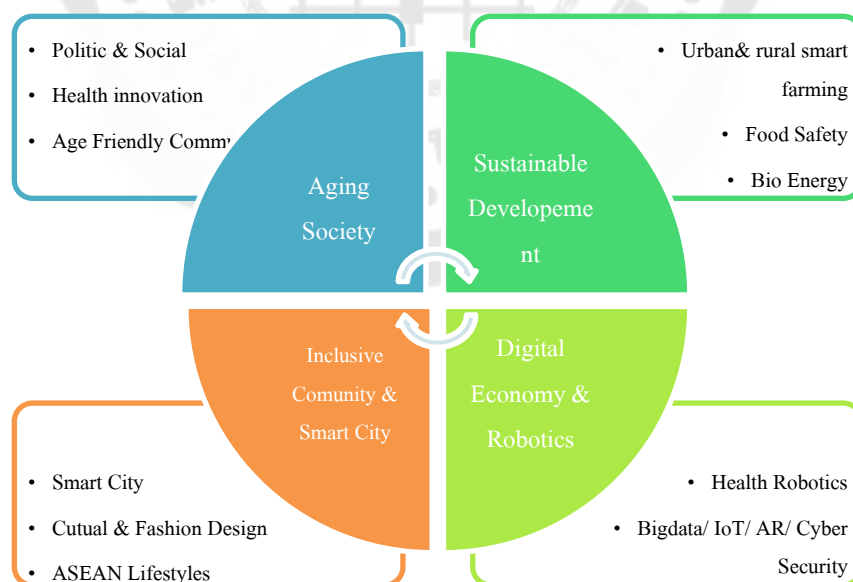 • Politic & Social
• Health innovation
• Age Friendly Comm
• Urban& rural smart
farming
• Food Safety
• Bio Energy
Aging
Society
Sustainable
Developeme
nt
Inclusive
Comunity &
Smart City
Digital
Economy &
Robotics
• Smart City
• Cutual & Fashion Design
• ASEAN Lifestyles
• Health Robotics
• Bigdata/ IoT/ AR/ Cyber
Security